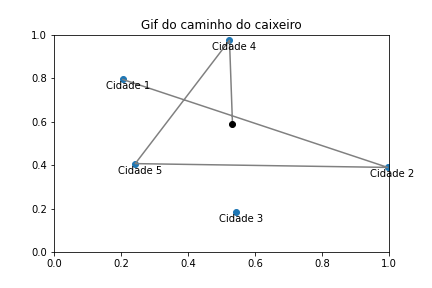 Gif do caminho do caixeiro
1.0
Cidade 4
0.8
Cidade 1
0.6
0.4
Cidade 5
Cidade 2
0.2
Cidade 3
0.0
0.0 0.2 0.4 0.6 0.8 1.0